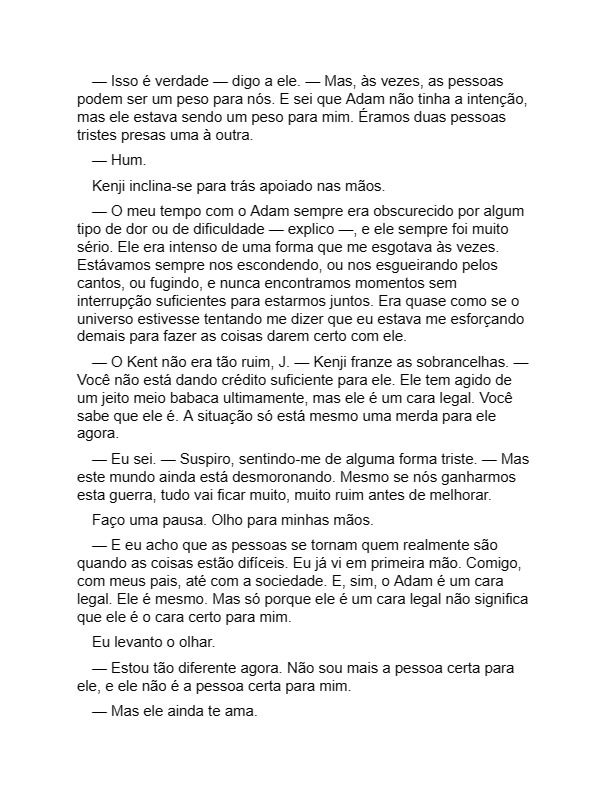 — Isso é verdade — digo a ele. — Mas, às vezes, as pessoas
podem ser um peso para nós. E sei que Adam não tinha a intenção,
mas ele estava sendo um peso para mim. Éramos duas pessoas
tristes presas uma à outra.
— Hum.
Kenji inclina-se para trás apoiado nas mãos.
— O meu tempo com o Adam sempre era obscurecido por algum
tipo de dor ou de dificuldade — explico —, e ele sempre foi muito
sério. Ele era intenso de uma forma que me esgotava às vezes.
Estávamos sempre nos escondendo, ou nos esgueirando pelos
cantos, ou fugindo, e nunca encontramos momentos sem
interrupção suficientes para estarmos juntos. Era quase como se o
universo estivesse tentando me dizer que eu estava me esforçando
demais para fazer as coisas darem certo com ele.
— O Kent não era tão ruim, J. — Kenji franze as sobrancelhas. —
Você não está dando crédito suficiente para ele. Ele tem agido de
um jeito meio babaca ultimamente, mas ele é um cara legal. Você
sabe que ele é. A situação só está mesmo uma merda para ele
agora.
— Eu sei. — Suspiro, sentindo-me de alguma forma triste. — Mas
este mundo ainda está desmoronando. Mesmo se nós ganharmos
esta guerra, tudo vai ficar muito, muito ruim antes de melhorar.
Faço uma pausa. Olho para minhas mãos.
— E eu acho que as pessoas se tornam quem realmente são
quando as coisas estão difíceis. Eu já vi em primeira mão. Comigo,
com meus pais, até com a sociedade. E, sim, o Adam é um cara
legal. Ele é mesmo. Mas só porque ele é um cara legal não significa
que ele é o cara certo para mim.
Eu levanto o olhar.
— Estou tão diferente agora. Não sou mais a pessoa certa para
ele, e ele não é a pessoa certa para mim.
— Mas ele ainda te ama.